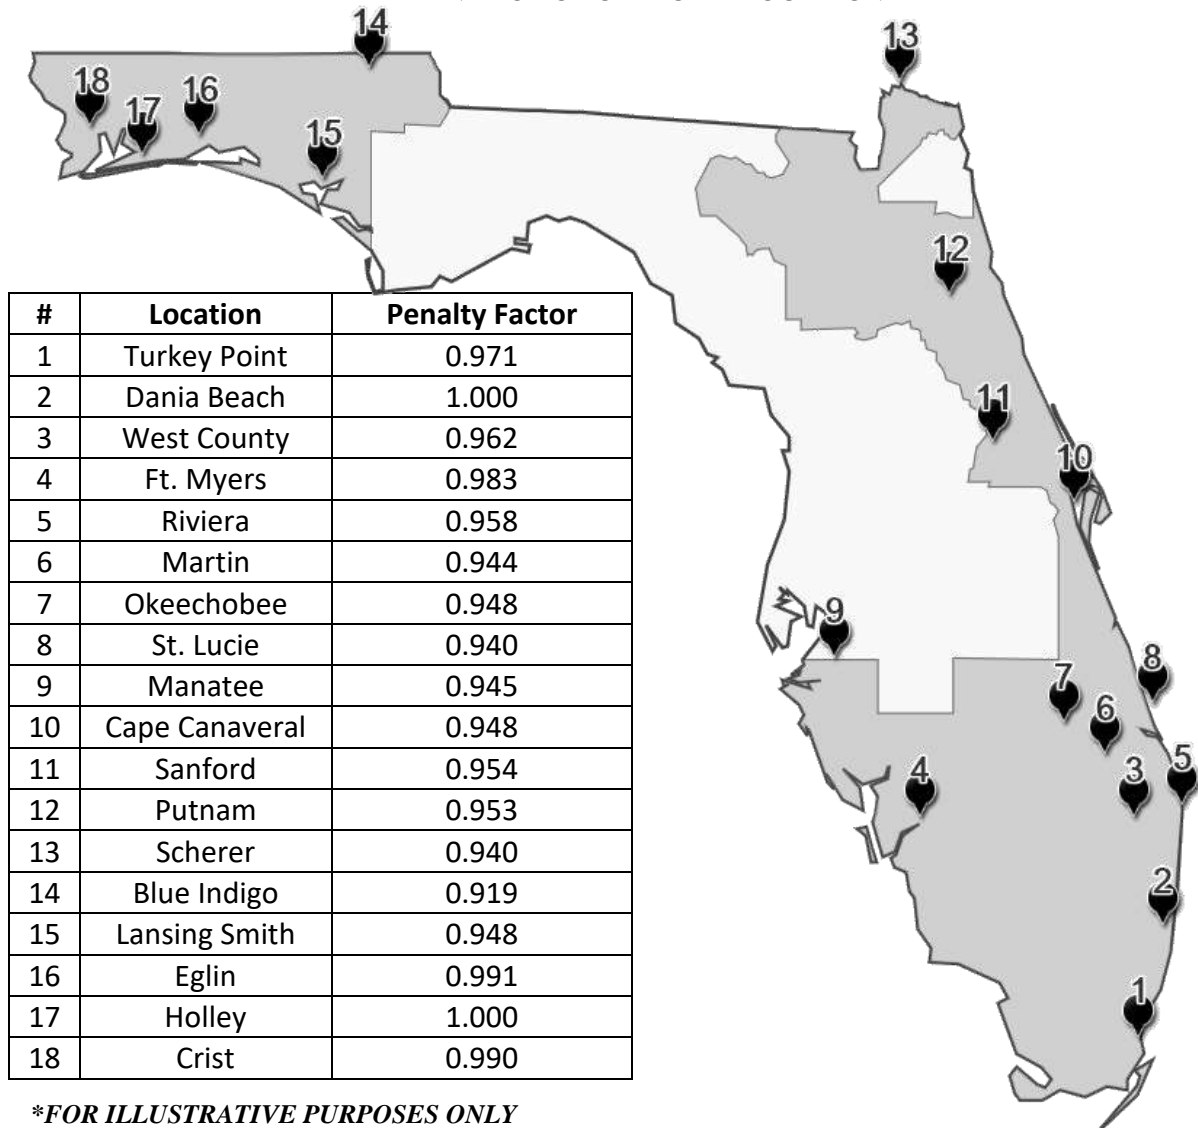 14
13
18
17
16
15
12
11
10
9
8
7
6
5
4
3
2
1
# Location Penalty Factor
1 Turkey Point 0.971
2 Dania Beach 1.000
3 West County 0.962
4 Ft. Myers 0.983
5 Riviera 0.958
6 Martin 0.944
7 Okeechobee 0.948
8 St. Lucie 0.940
9 Manatee 0.945
10 Cape Canaveral 0.948
11 Sanford 0.954
12 Putnam 0.953
13 Scherer 0.940
14 Blue Indigo 0.919
15 Lansing Smith 0.948
16 Eglin 0.991
17 Holley 1.000
18 Crist 0.990
*FOR ILLUSTRATIVE PURPOSES ONLY